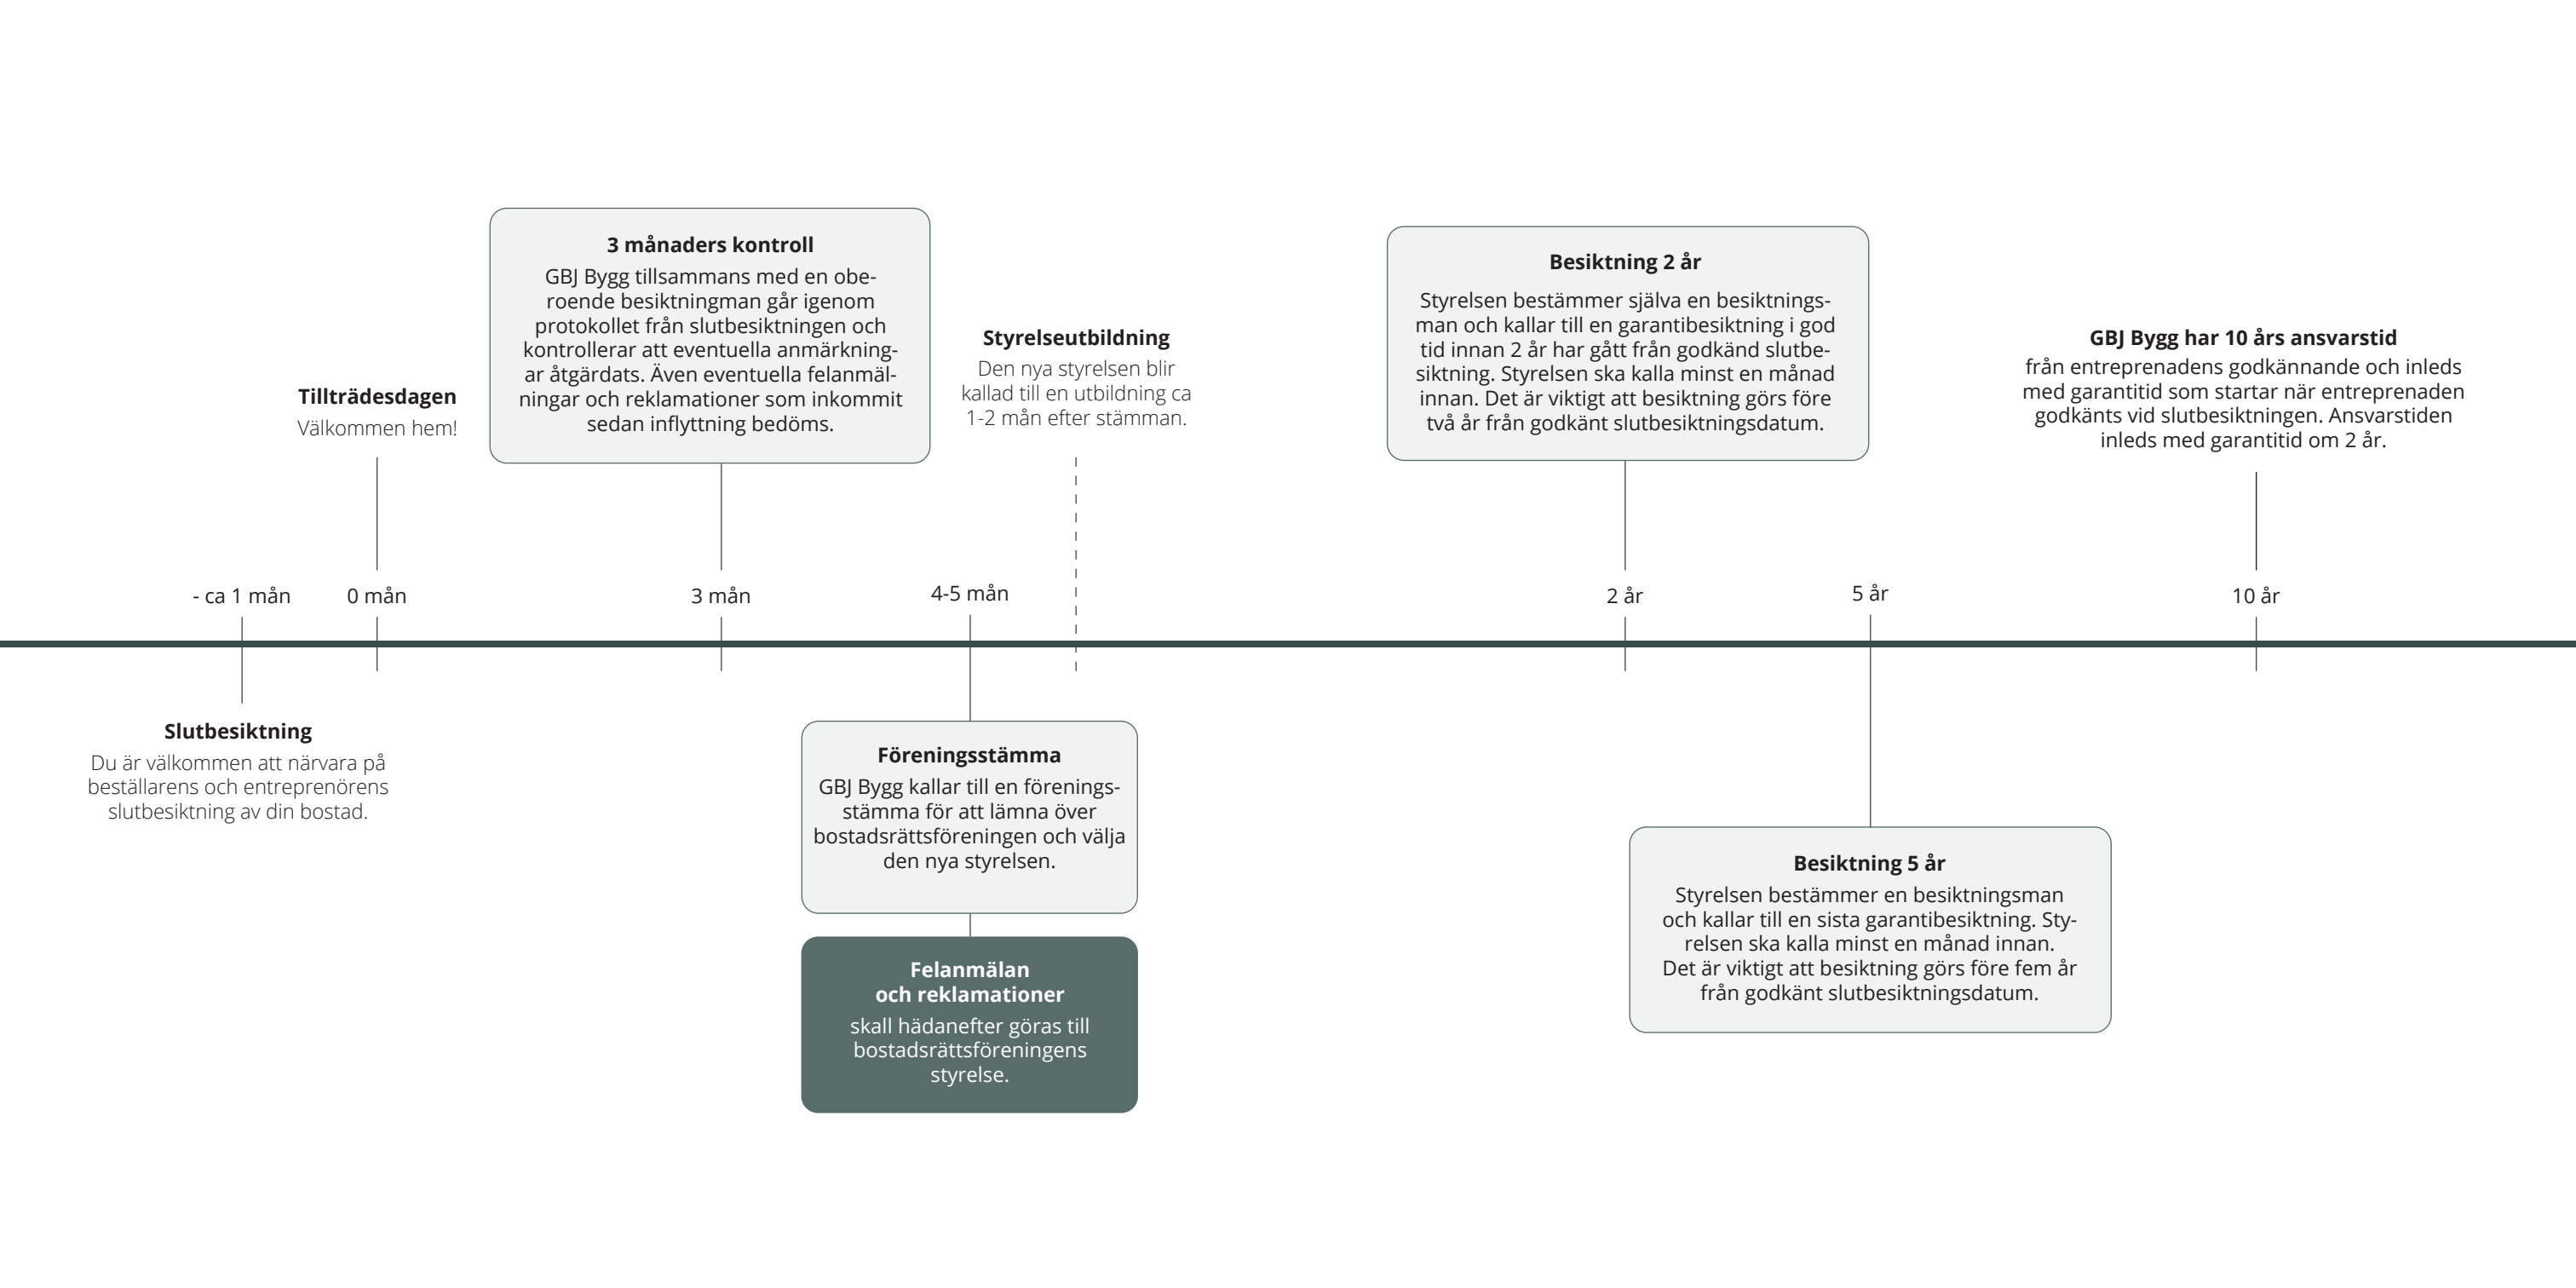 3 månaders kontroll
GBJ Bygg tillsammans med en obe-
roende besiktningman går igenom
protokollet från slutbesiktningen och
kontrollerar att eventuella anmärkning-
ar åtgärdats. Även eventuella felanmäl-
ningar och reklamationer som inkommit
sedan inflyttning bedöms.
Besiktning 2 år
Styrelsen bestämmer själva en besiktnings-
man och kallar till en garantibesiktning i god
tid innan 2 år har gått från godkänd slutbe-
siktning. Styrelsen ska kalla minst en månad
innan. Det är viktigt att besiktning görs före
två år från godkänt slutbesiktningsdatum.
Styrelseutbildning
Den nya styrelsen blir
kallad till en utbildning ca
1-2 mån efter stämman.
GBJ Bygg har 10 års ansvarstid
från entreprenadens godkännande och inleds
med garantitid som startar när entreprenaden
godkänts vid slutbesiktningen. Ansvarstiden
inleds med garantitid om 2 år.
Tillträdesdagen
Välkommen hem!
- ca 1 mån
0 mån
3 mån
4-5 mån
2 år
5 år
10 år
Slutbesiktning
Du är välkommen att närvara på
beställarens och entreprenörens
slutbesiktning av din bostad.
Föreningsstämma
GBJ Bygg kallar till en förenings-
stämma för att lämna över
bostadsrättsföreningen och välja
den nya styrelsen.
Felanmälan
och reklamationer
skall hädanefter göras till
bostadsrättsföreningens
styrelse.
Besiktning 5 år
Styrelsen bestämmer en besiktningsman
och kallar till en sista garantibesiktning. Sty-
relsen ska kalla minst en månad innan.
Det är viktigt att besiktning görs före fem år
från godkänt slutbesiktningsdatum.